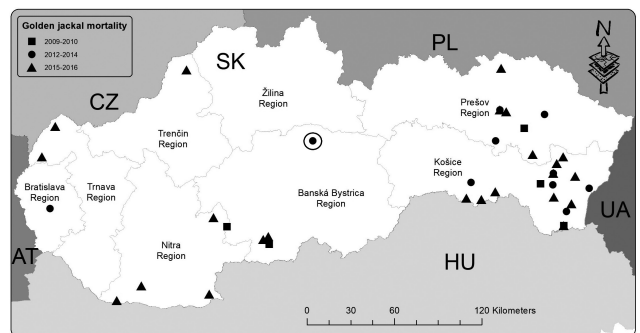 Golden jackal mortality
2009-2010
2012-2014
2015-2016
N
SK
PL
CZ
Žilina
Region
Prešov
Region
Trenčín
Region
Košice
Region
Bratislava
Region
Trnava
Region
Banská Bystrica
Region
UA
AT
Nitra
Region
HU
0 30 60 120 Kilometers